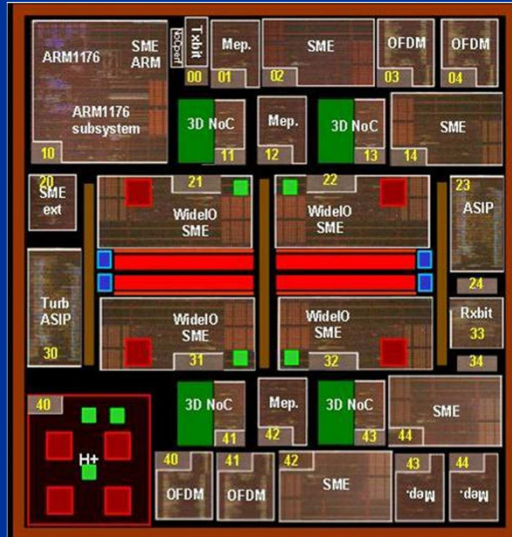 ARM1176
SME
ARM
ARM1176
subsystem
10
Txbit
00
Mep.
01
SME
02
OFDM
03
OFDM
04
3D NoC
11
Mep.
12
3D NoC
13
SME
14
20
SME
ext
21
WideIO
SME
22
WideIO
SME
23
ASIP
24
Turb
ASIP
30
WideIO
SME
31
WideIO
SME
32
Rxbit
33
34
40
H+
3D NoC
41
Mep.
42
3D NoC
43
SME
44
40
OFDM
41
OFDM
42
SME
43
Mep.
44
Mep.